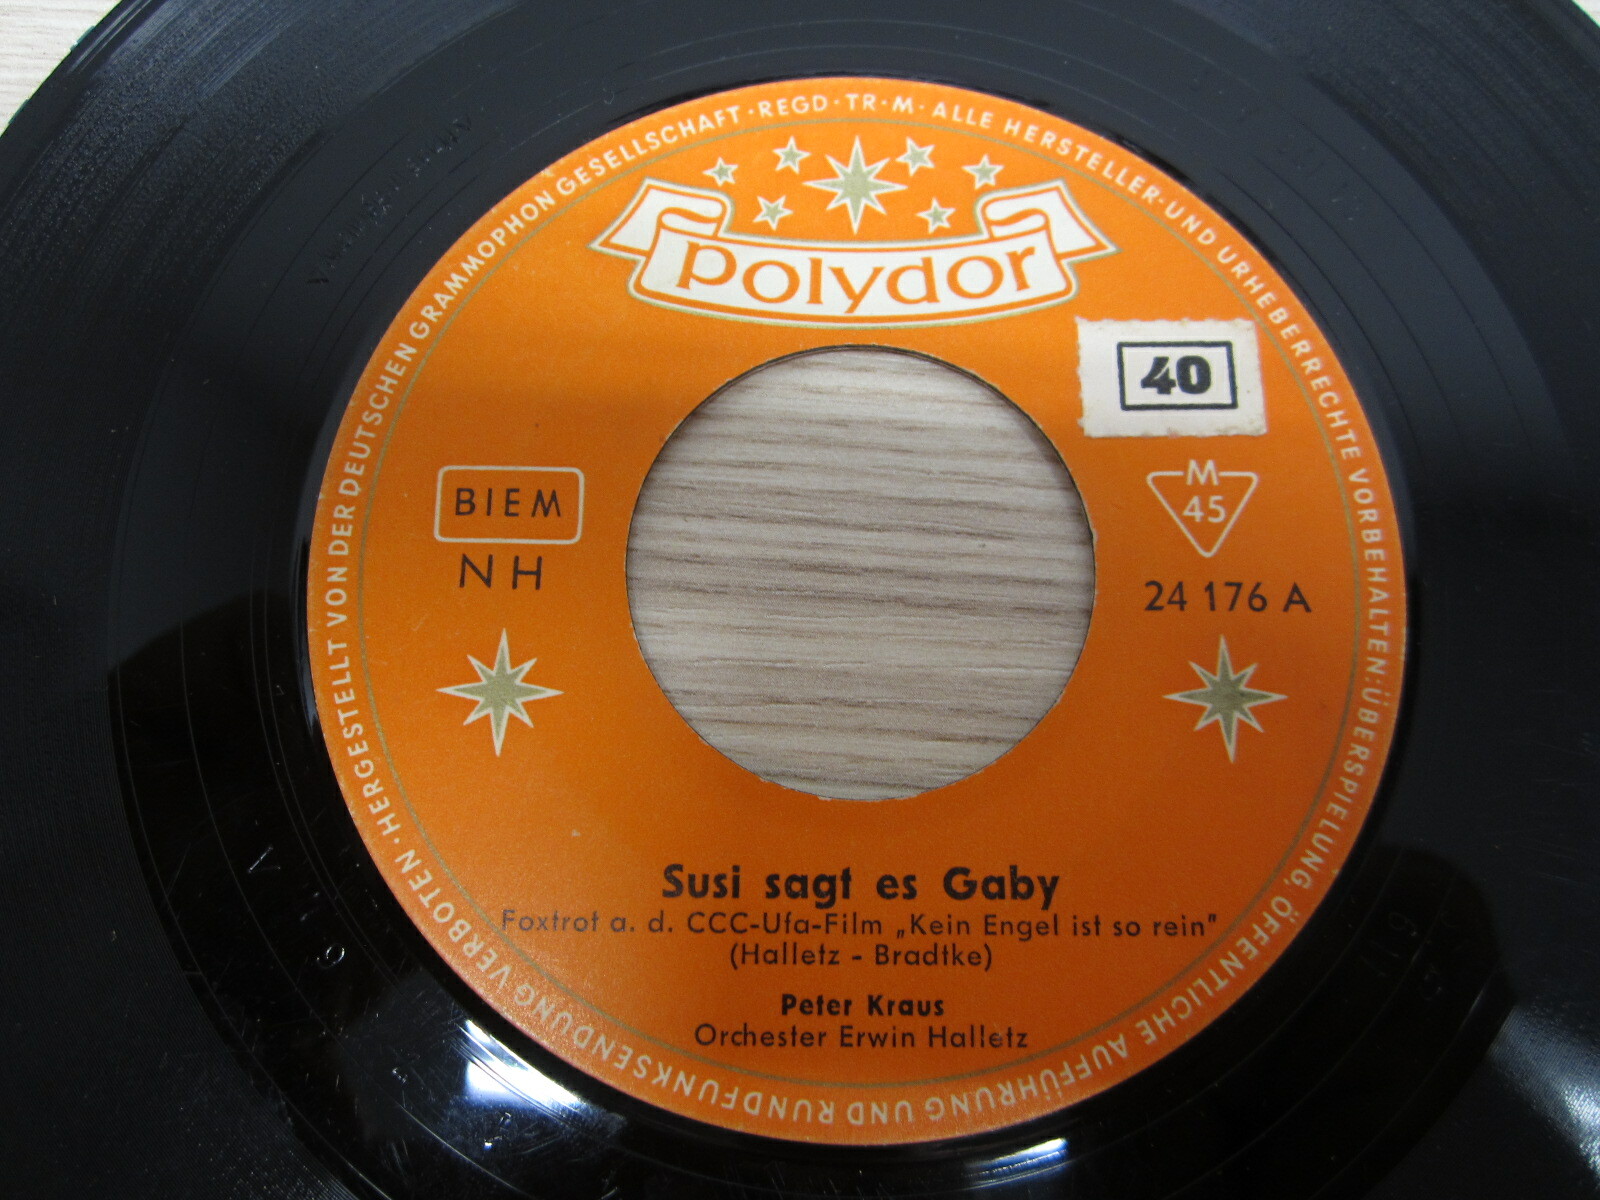 HERGESTELLT VON DER DEUTSCHEN GRAMMOPHON GESELLSCHAFT · REGD · TR · M · ALLE HERSTELLER- UND URHEBERRECHTE VORBEHALTEN: ÜBERSPIELUNG, ÖFFENTLICHE AUFFÜHRUNG UND RUNDFUNKSENDUNG VERBOTEN ·
polydor
40
BIEM
NH
M
45
24 176 A
Susi sagt es Gaby
Foxtrot a. d. CCC-Ufa-Film „Kein Engel ist so rein"
(Halletz - Bradtke)
Peter Kraus
Orchester Erwin Halletz